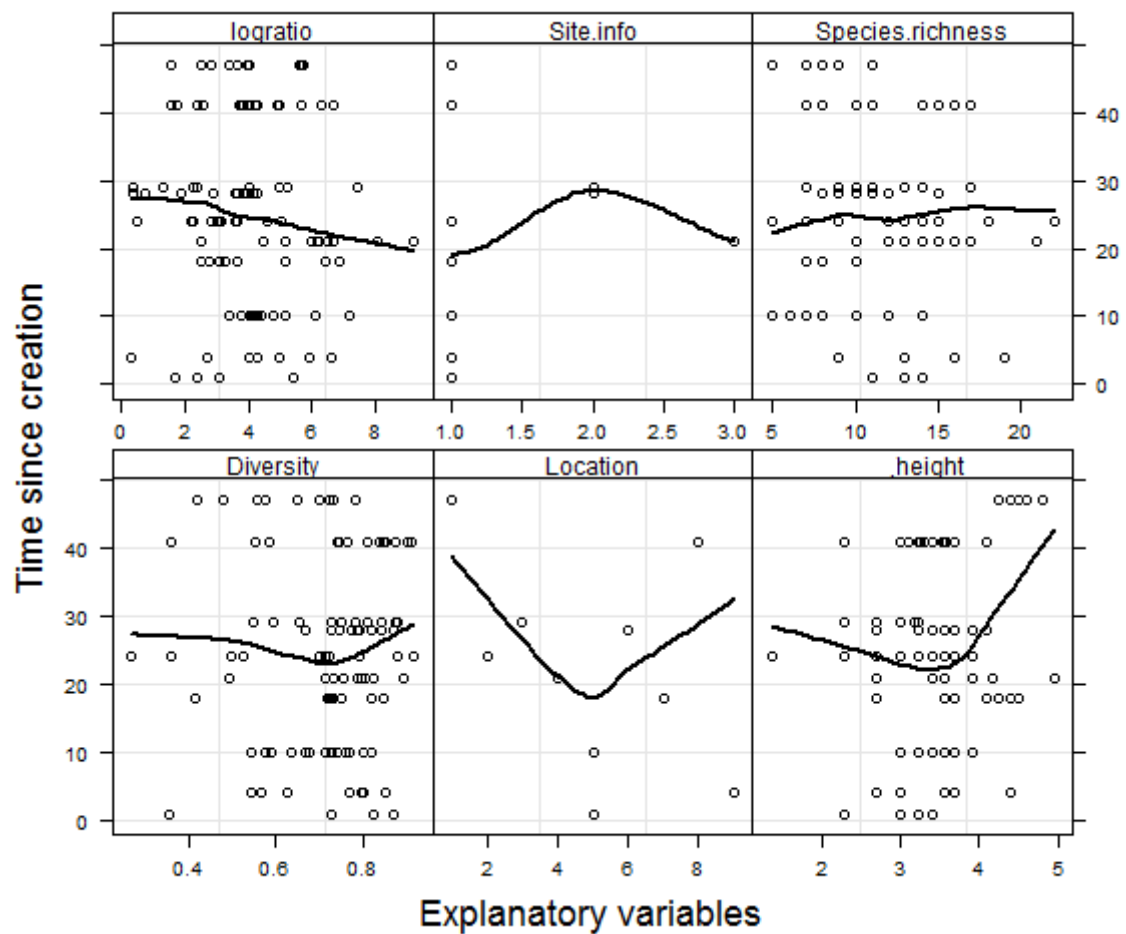 logratio Site.info Species.richness
40
30
20
10
0
0 2 4 6 8 1.0 1.5 2.0 2.5 3.0 5 10 15 20
Diversity Location .height
40
30
20
10
0
0.4 0.6 0.8 2 4 6 8 2 3 4 5
Time since creation
Explanatory variables